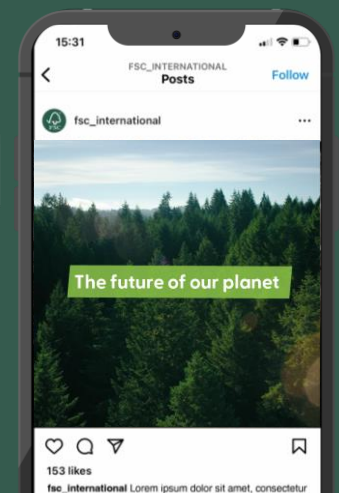 15:31
FSC_INTERNATIONAL
Posts
Follow
FSC
fsc_international
The future of our planet
153 likes
fsc_international Lorem ipsum dolor sit amet, consectetur